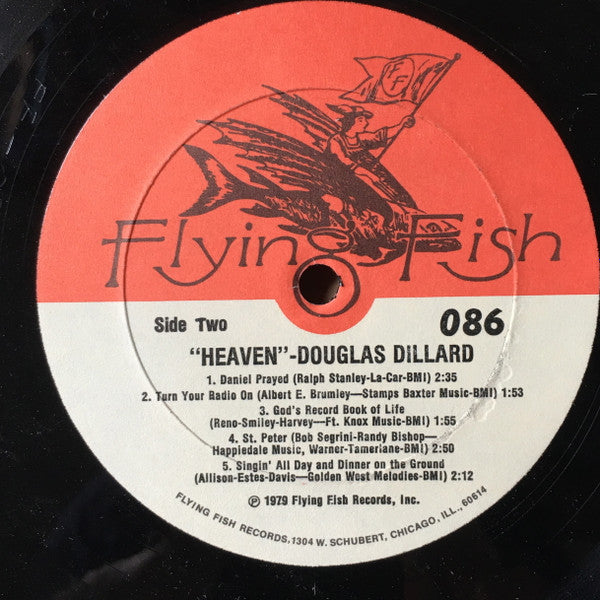 FF
Flying Fish
Side Two 086
"HEAVEN"-DOUGLAS DILLARD
1. Daniel Prayed (Ralph Stanley-La-Car-BMI) 2:35
2. Turn Your Radio On (Albert E. Brumley—Stamps Baxter Music-BMI) 1:53
3. God's Record Book of Life
(Reno-Smiley-Harvey—Ft. Knox Music-BMI) 1:55
4. St. Peter (Bob Segrini-Randy Bishop—
Happiedale Music, Warner-Tamerlane-BMI) 2:50
5. Singin' All Day and Dinner on the Ground
(Allison-Estes-Davis—Golden West Melodies-BMI) 2:12
℗ 1979 Flying Fish Records, Inc.
FLYING FISH RECORDS, 1304 W. SCHUBERT, CHICAGO, ILL., 60614